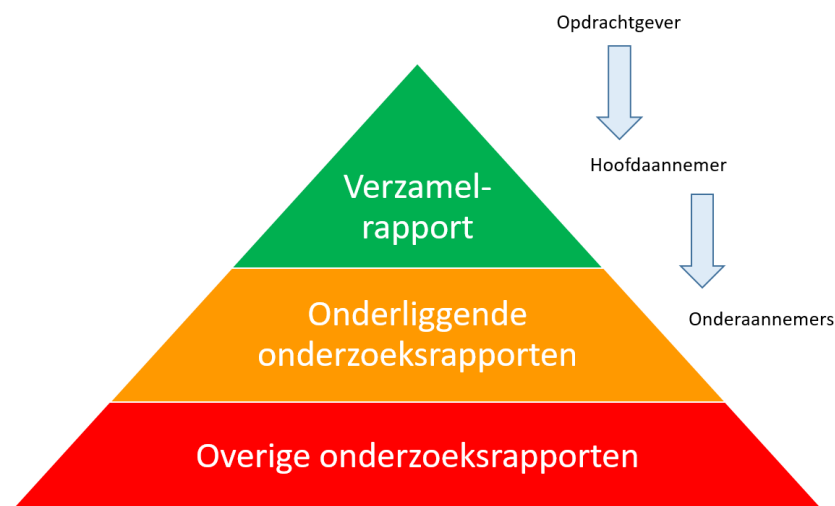 Opdrachtgever
Hoofdaannemer
Verzamel-
rapport
Onderaannemers
Onderliggende
onderzoeksrapporten
Overige onderzoeksrapporten